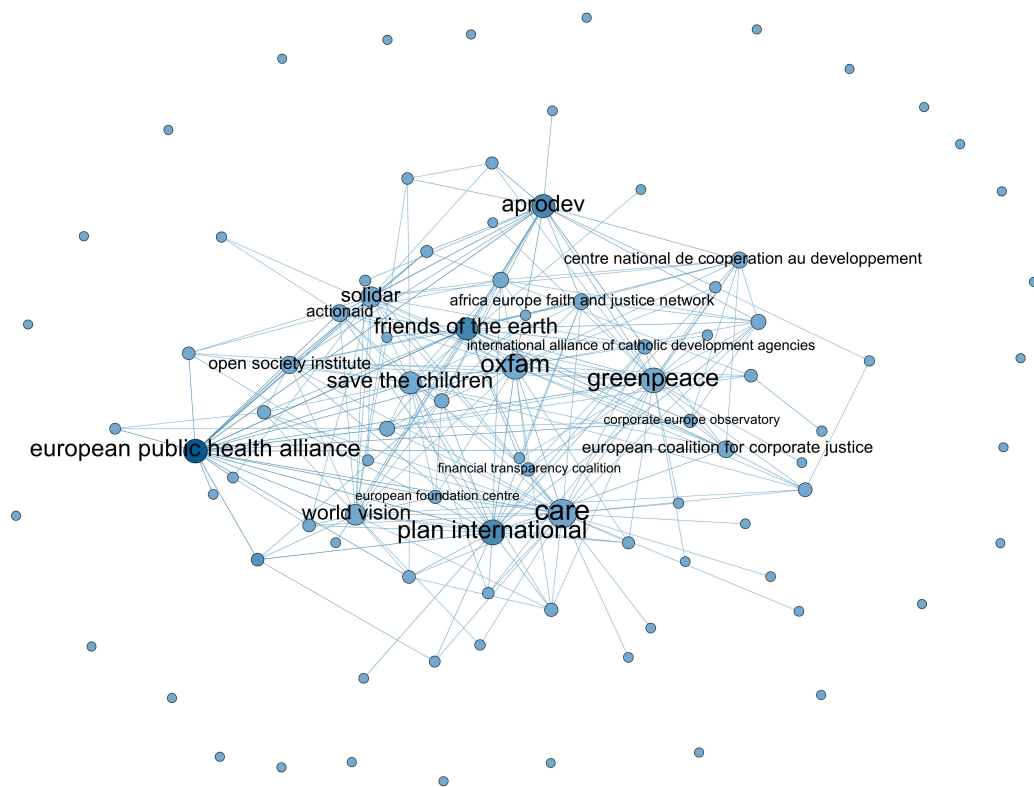 aprodev
centre national de cooperation au developpement
solidar
africa europe faith and justice network
actionaid
friends of the earth
international alliance of catholic development agencies
open society institute
oxfam
save the children
greenpeace
corporate europe observatory
european public health alliance
european coalition for corporate justice
financial transparency coalition
european foundation centre
world vision
care
plan international